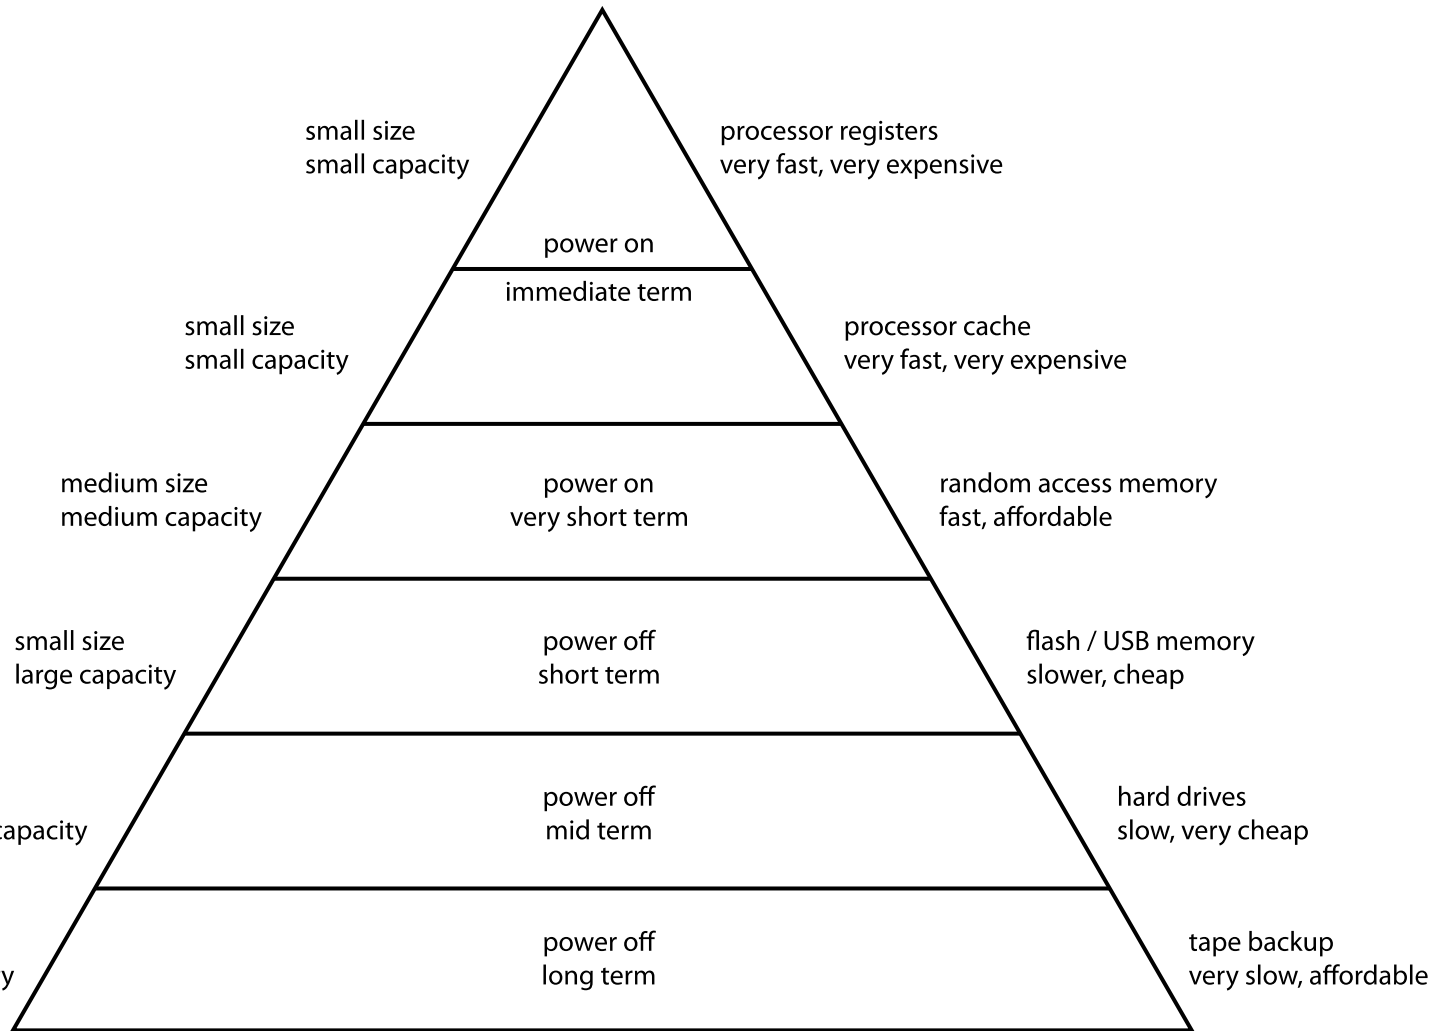 small size
small capacity
processor registers
very fast, very expensive
power on
immediate term
small size
small capacity
processor cache
very fast, very expensive
medium size
medium capacity
power on
very short term
random access memory
fast, affordable
small size
large capacity
power off
short term
flash / USB memory
slower, cheap
capacity
power off
mid term
hard drives
slow, very cheap
power off
long term
tape backup
very slow, affordable